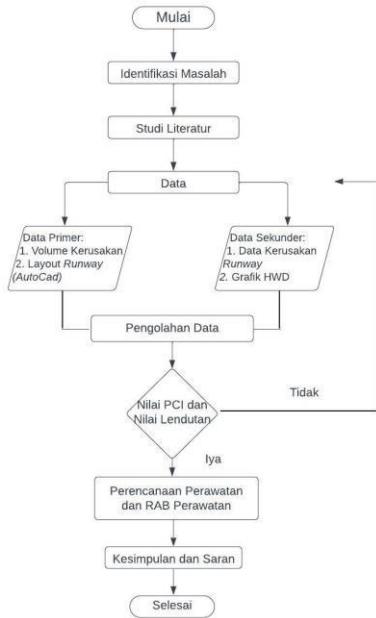 Mulai
Identifikasi Masalah
Studi Literatur
Data
Data Primer:
1. Volume Kerusakan
2. Layout Runway
(AutoCad)
Data Sekunder:
1. Data Kerusakan
Runway
2. Grafik HWD
Pengolahan Data
Nilai PCI dan
Nilai Lendutan
Tidak
Iya
Perencanaan Perawatan
dan RAB Perawatan
Kesimpulan dan Saran
Selesai